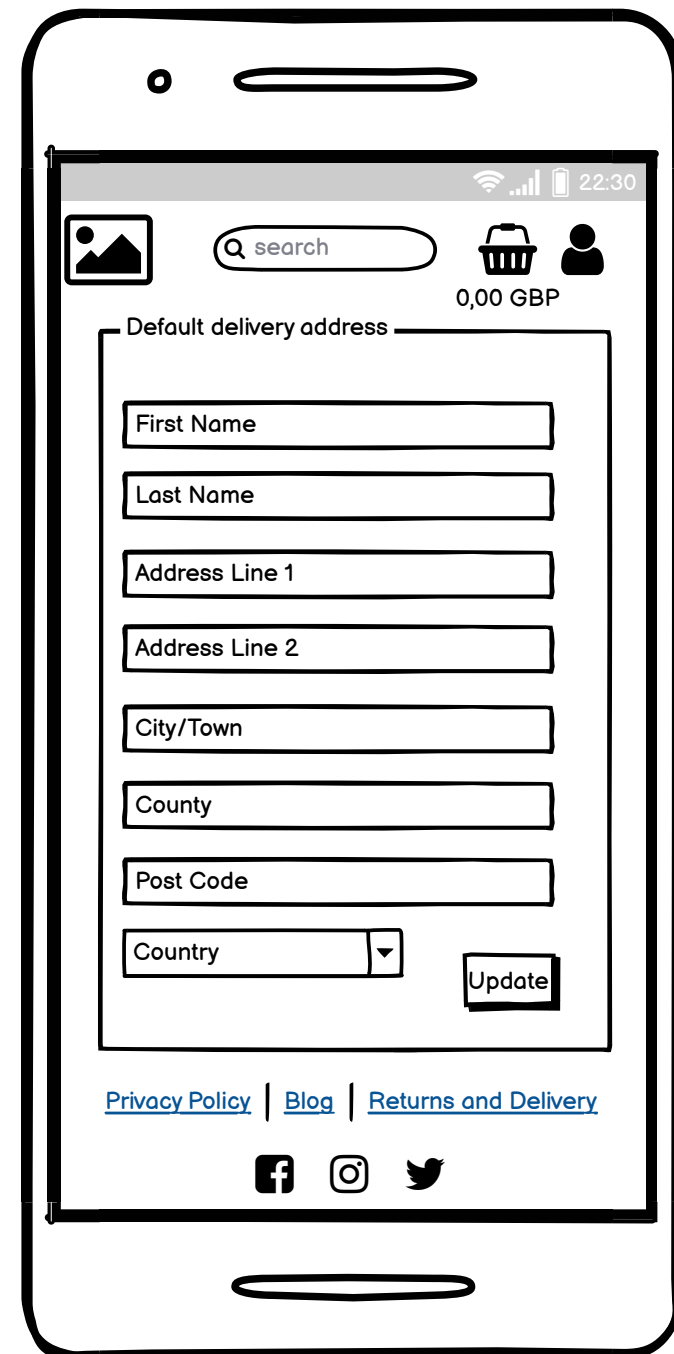 22:30
search
0,00 GBP
Default delivery address
First Name
Last Name
Address Line 1
Address Line 2
City/Town
County
Post Code
Country
Update
Privacy Policy | Blog | Returns and Delivery